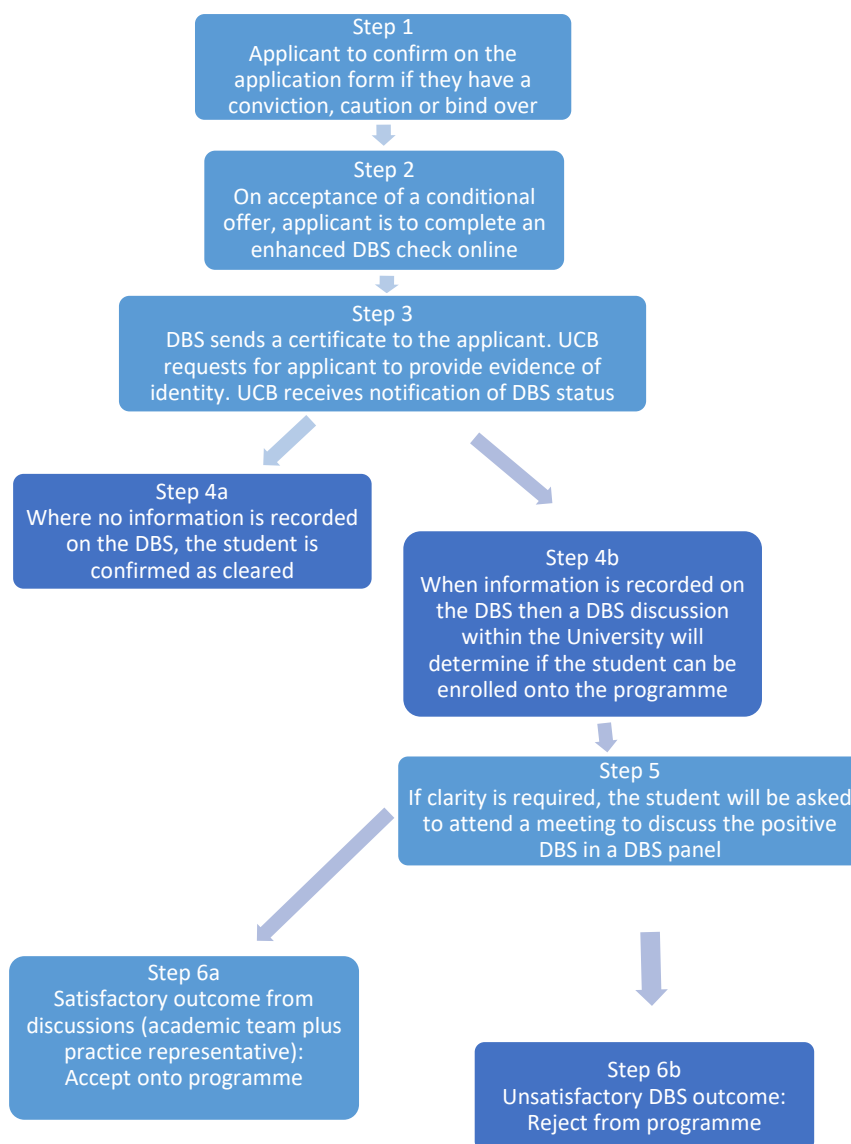 Step 1
Applicant to confirm on the
application form if they have a
conviction, caution or bind over
Step 2
On acceptance of a conditional
offer, applicant is to complete an
enhanced DBS check online
Step 3
DBS sends a certificate to the applicant. UCB
requests for applicant to provide evidence of
identity. UCB receives notification of DBS status
Step 4a
Where no information is recorded
on the DBS, the student is
confirmed as cleared
Step 4b
When information is recorded on
the DBS then a DBS discussion
within the University will
determine if the student can be
enrolled onto the programme
Step 5
If clarity is required, the student will be asked
to attend a meeting to discuss the positive
DBS in a DBS panel
Step 6a
Satisfactory outcome from
discussions (academic team plus
practice representative):
Accept onto programme
Step 6b
Unsatisfactory DBS outcome:
Reject from programme